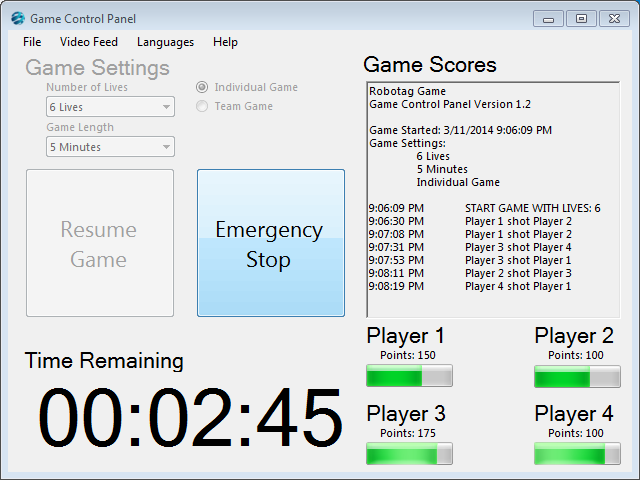 Game Control Panel
File Video Feed Languages Help
Game Settings
Number of Lives
6 Lives
Game Length
5 Minutes
Individual Game
Team Game
Resume
Game
Emergency
Stop
Time Remaining
00:02:45
Game Scores
Robotag Game
Game Control Panel Version 1.2
Game Started: 3/11/2014 9:06:09 PM
Game Settings:
6 Lives
5 Minutes
Individual Game
9:06:09 PM START GAME WITH LIVES: 6
9:06:30 PM Player 1 shot Player 2
9:07:08 PM Player 1 shot Player 2
9:07:31 PM Player 3 shot Player 4
9:07:53 PM Player 3 shot Player 1
9:08:11 PM Player 2 shot Player 3
9:08:19 PM Player 4 shot Player 1
Player 1
Points: 150
Player 2
Points: 100
Player 3
Points: 175
Player 4
Points: 100